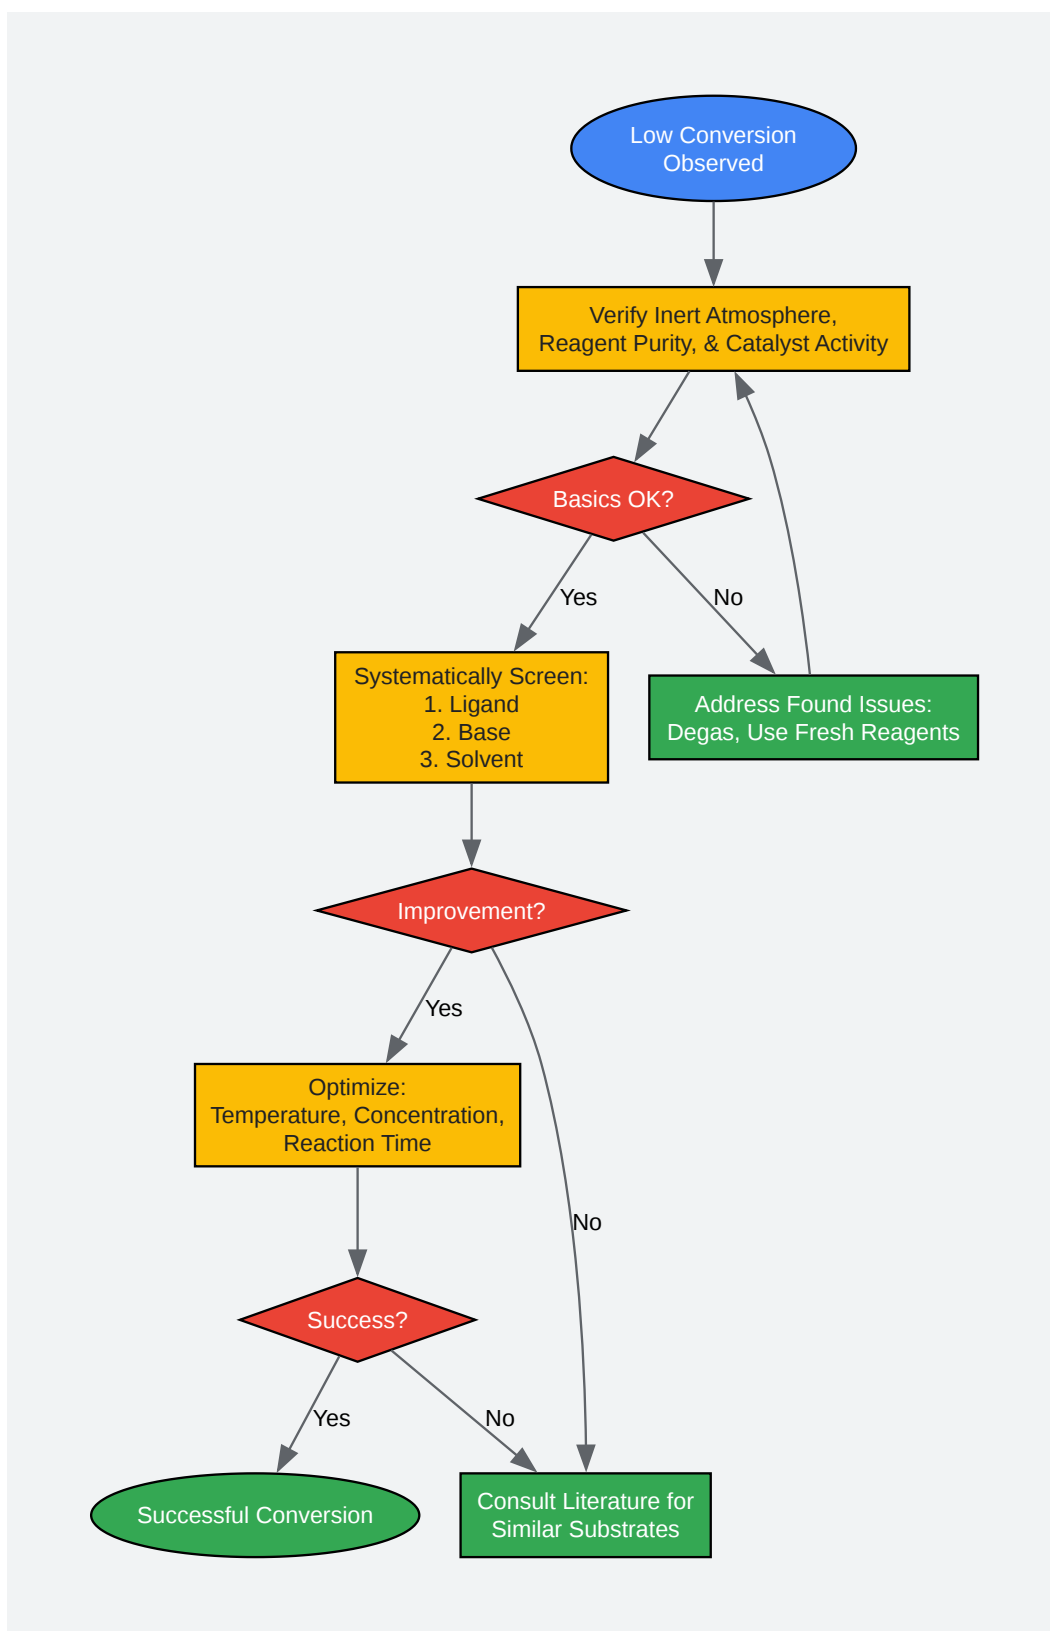 Low Conversion
Observed
Verify Inert Atmosphere,
Reagent Purity, & Catalyst Activity
Basics OK?
Yes
No
Systematically Screen:
1. Ligand
2. Base
3. Solvent
Address Found Issues:
Degas, Use Fresh Reagents
Improvement?
Yes
Optimize:
Temperature, Concentration,
Reaction Time
No
Success?
Yes
No
Successful Conversion
Consult Literature for
Similar Substrates